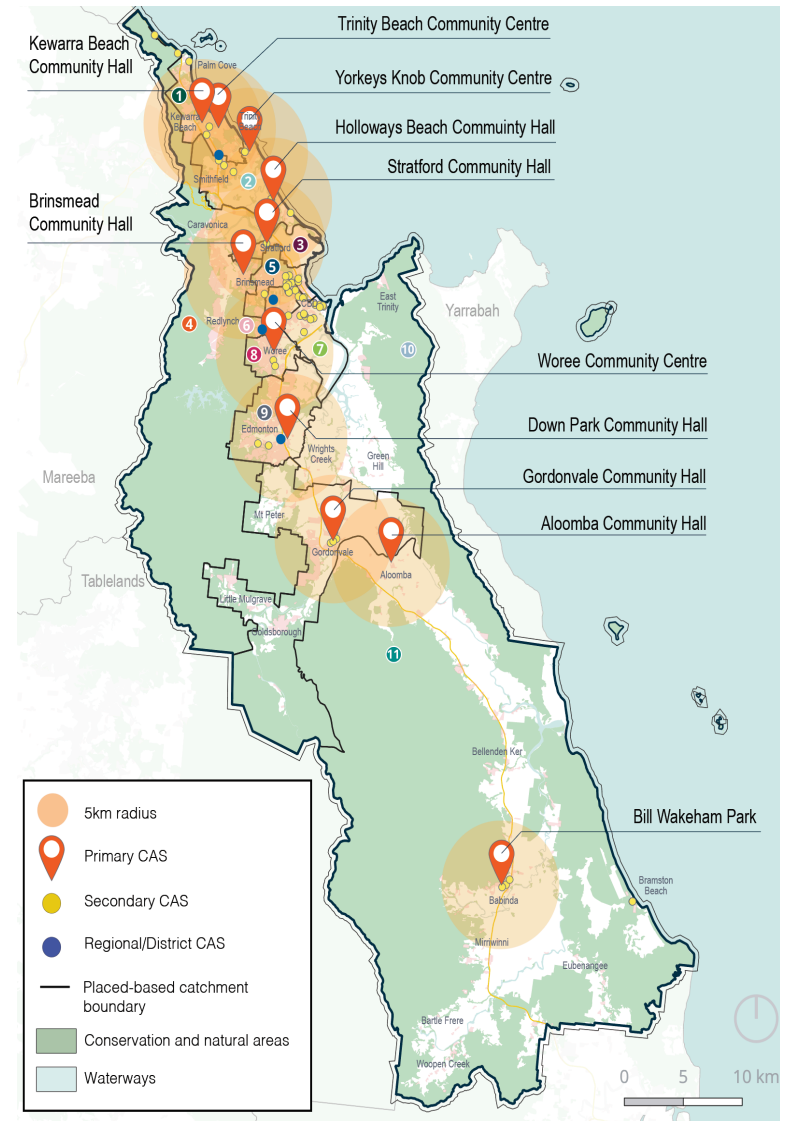 Trinity Beach Community Centre
Kewarra Beach
Community Hall
Palm Cove
Yorkeys Knob Community Centre
1
Kewarra
Beach
Trinity
Beach
Holloways Beach Commuinty Hall
Stratford Community Hall
Smithfield
2
Brinsmead
Community Hall
Caravonica
Stratford
3
5
Brinsmead
East
Trinity
Yarrabah
CBD
4
Redlynch
6
7
10
8
Woree
Woree Community Centre
9
Edmonton
Down Park Community Hall
Wrights
Creek
Green
Hill
Mareeba
Gordonvale Community Hall
Mt Peter
Aloomba Community Hall
Gordonvale
Aloomba
Tablelands
Little Mulgrave
Goldsborough
11
Bellenden Ker
5km radius
Bill Wakeham Park
Primary CAS
Secondary CAS
Babinda
Bramston
Beach
Regional/District CAS
Mirriwinni
Eubenangee
Placed-based catchment
boundary
Bartle Frere
Conservation and natural areas
Woopen Creek
Waterways
0 5 10 km